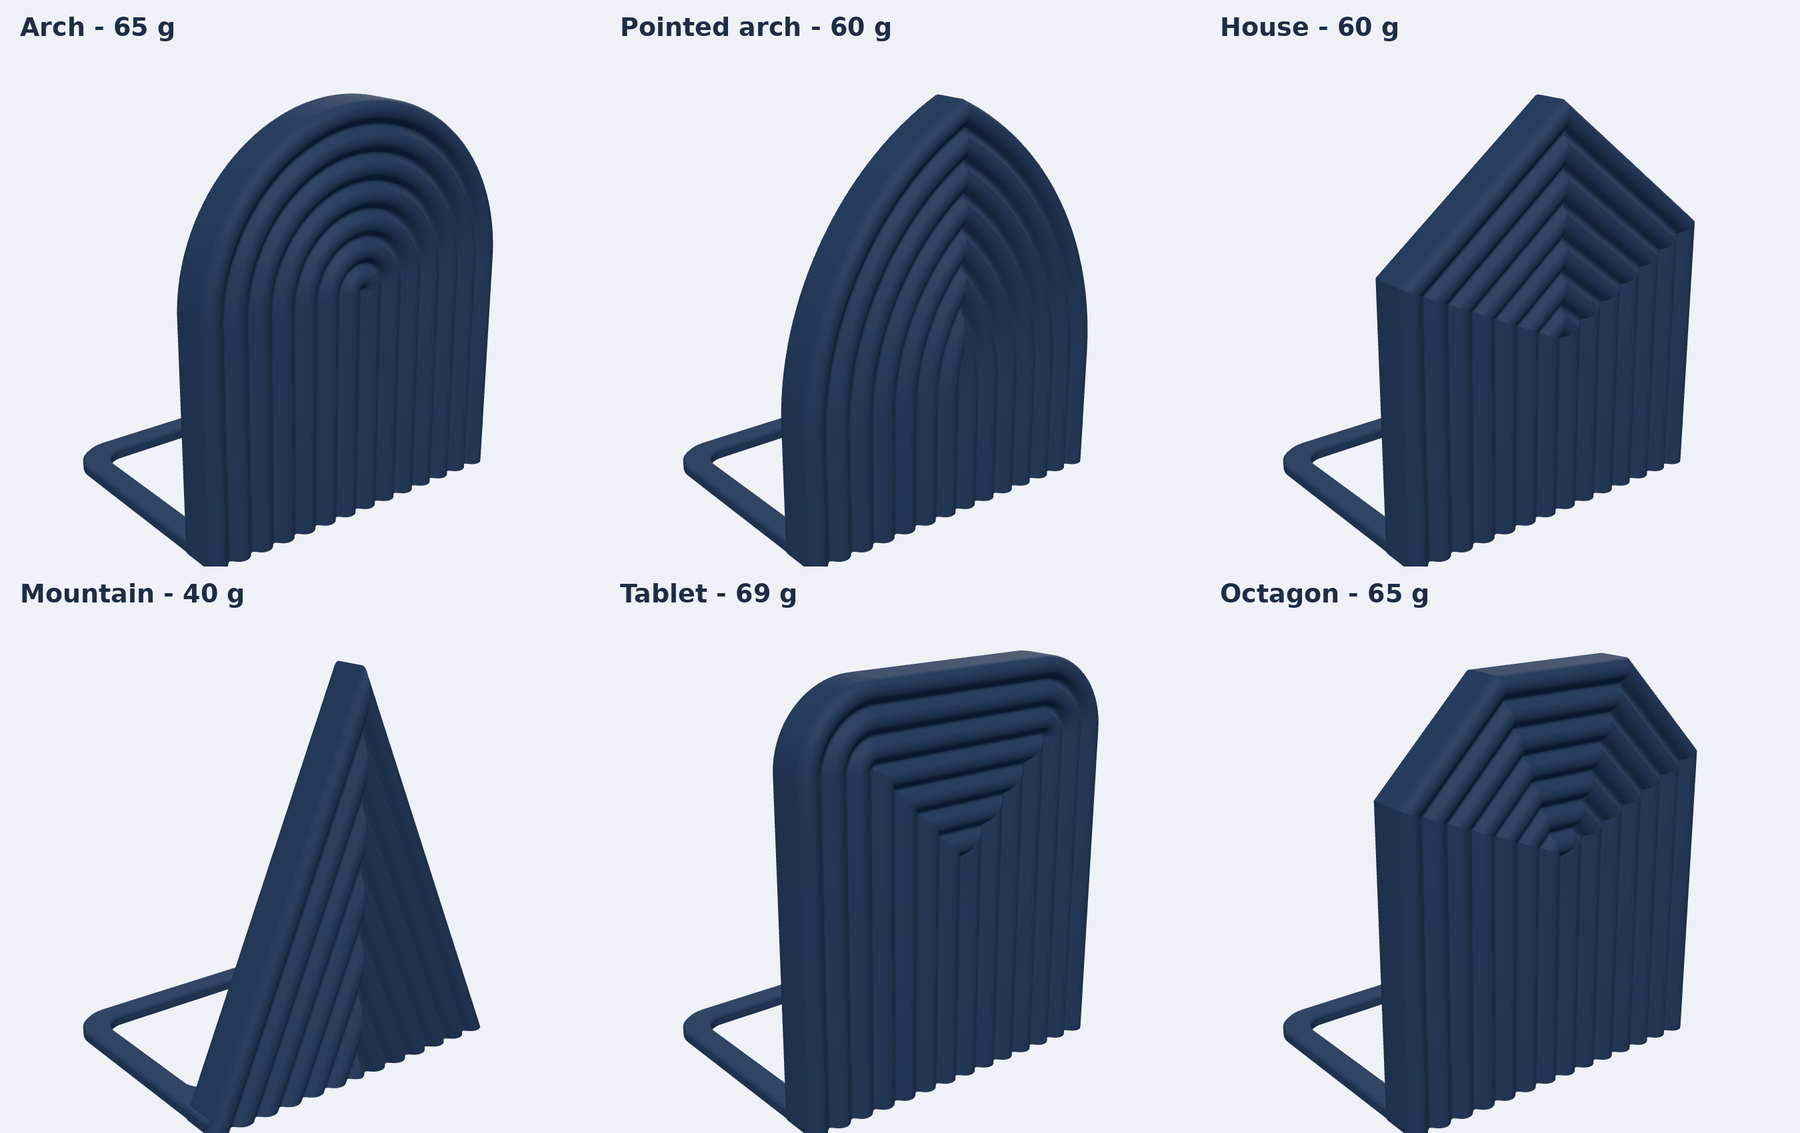 Arch - 65 g
Pointed arch - 60 g
House - 60 g
Mountain - 40 g
Tablet - 69 g
Octagon - 65 g